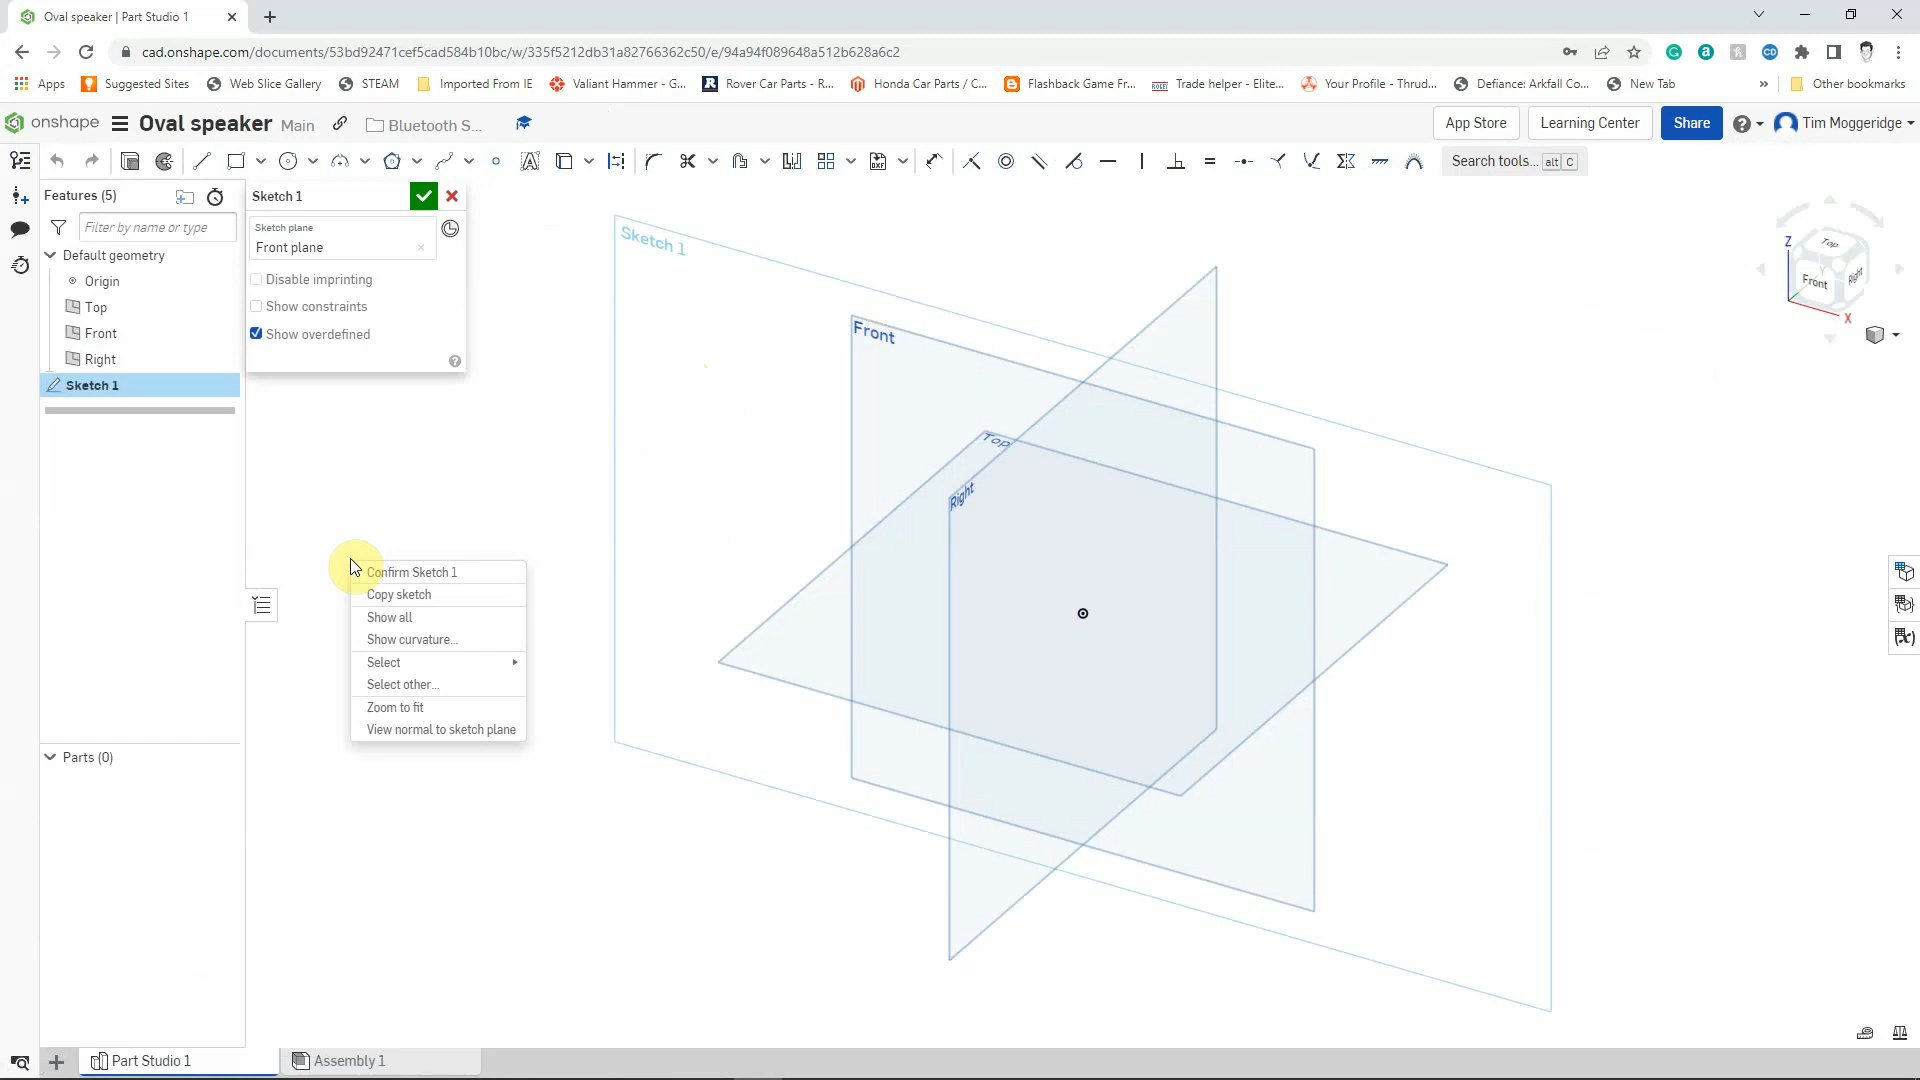 Oval speaker | Part Studio 1
cad.onshape.com/documents/53bd92471cef5cad584b10bc/w/335f5212db31a82766362c50/e/94a94f089648a512b628a6c2
Apps
Suggested Sites
Web Slice Gallery
STEAM
Imported From IE
Valiant Hammer - G...
Rover Car Parts - R...
Honda Car Parts / C...
Flashback Game Fr...
Trade helper - Elite...
Your Profile - Thrud...
Defiance: Arkfall Co...
New Tab
»
Other bookmarks
onshape
Oval speaker
Main
Bluetooth S...
App Store
Learning Center
Share
Tim Moggeridge
Search tools... alt C
Features (5)
Filter by name or type
Default geometry
Origin
Top
Front
Right
Sketch 1
Parts (0)
Sketch 1
Sketch plane
Front plane
Disable imprinting
Show constraints
Show overdefined
Confirm Sketch 1
Copy sketch
Show all
Show curvature...
Select
Select other...
Zoom to fit
View normal to sketch plane
Sketch 1
Front
Top
Right
Z
Top
Y
Front
Right
X
Part Studio 1
Assembly 1